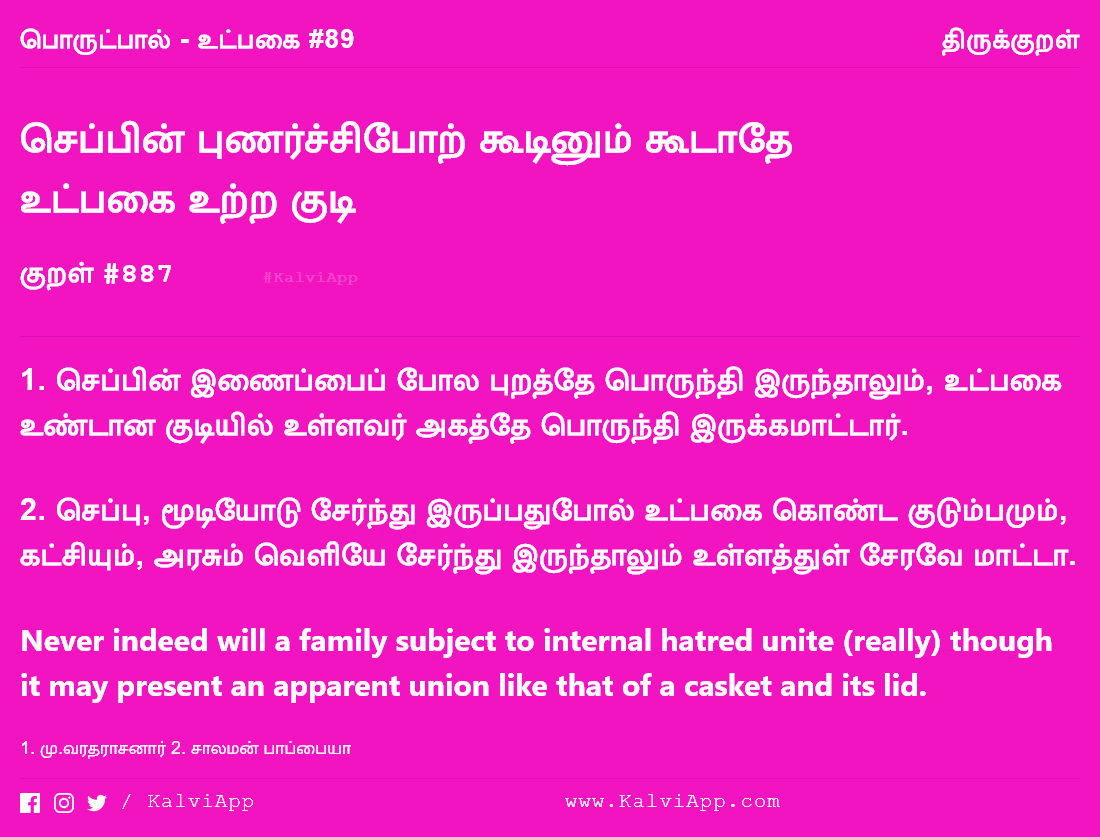 பொருட்பால் - உட்பகை #89 திருக்குறள்
செப்பின் புணர்ச்சிபோற் கூடினும் கூடாதே
உட்பகை உற்ற குடி
குறள் #887 #KalviApp
1. செப்பின் இணைப்பைப் போல புறத்தே பொருந்தி இருந்தாலும், உட்பகை
உண்டான குடியில் உள்ளவர் அகத்தே பொருந்தி இருக்கமாட்டார்.
2. செப்பு, மூடியோடு சேர்ந்து இருப்பதுபோல் உட்பகை கொண்ட குடும்பமும்,
கட்சியும், அரசும் வெளியே சேர்ந்து இருந்தாலும் உள்ளத்துள் சேரவே மாட்டா.
Never indeed will a family subject to internal hatred unite (really) though
it may present an apparent union like that of a casket and its lid.
1. மு.வரதராசனார் 2. சாலமன் பாப்பையா
/ KalviApp www.KalviApp.com